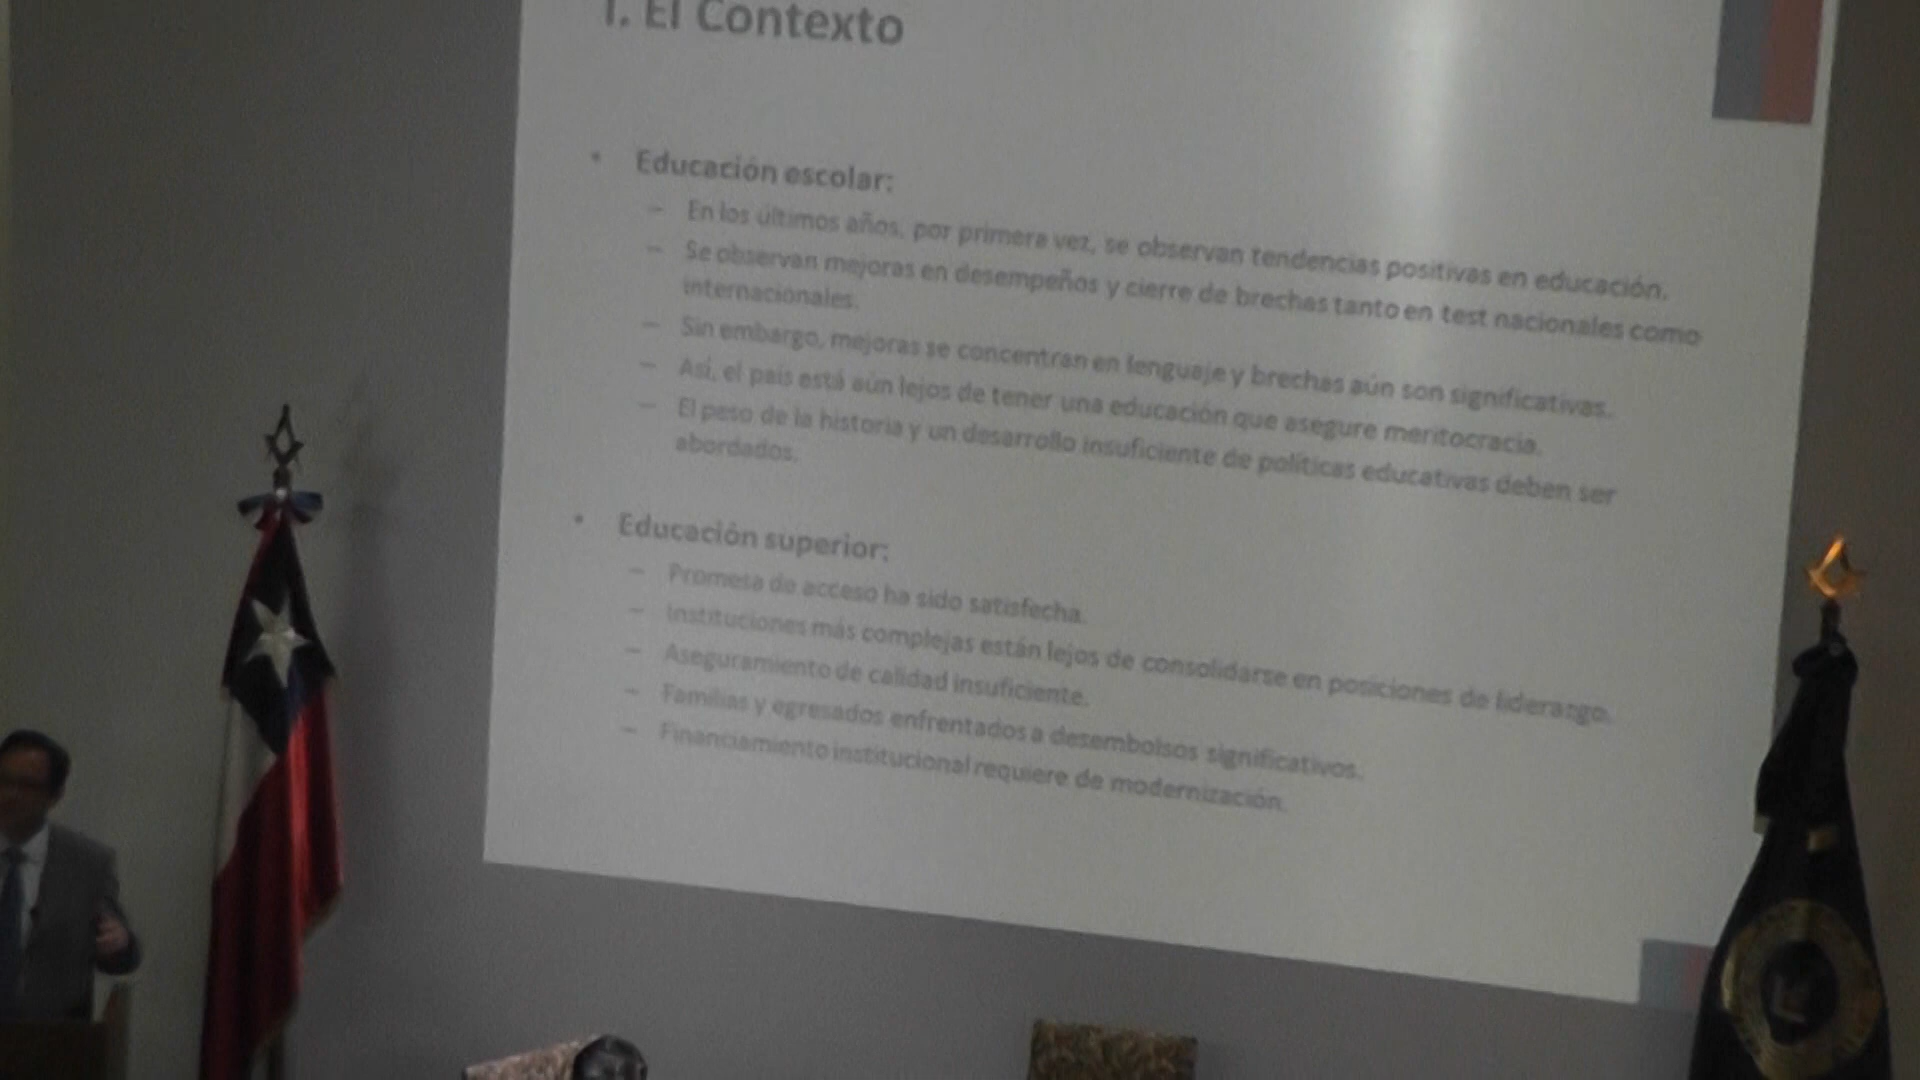 I. El Contexto
• Educación escolar:
– En los últimos años, por primera vez, se observan tendencias positivas en educación.
– Se observan mejoras en desempeños y cierre de brechas tanto en test nacionales como
internacionales.
– Sin embargo, mejoras se concentran en lenguaje y brechas aún son significativas.
– Así, el país está aún lejos de tener una educación que asegure meritocracia.
– El peso de la historia y un desarrollo insuficiente de políticas educativas deben ser
abordados.
• Educación superior:
– Promesa de acceso ha sido satisfecha.
– Instituciones más complejas están lejos de consolidarse en posiciones de liderazgo.
– Aseguramiento de calidad insuficiente.
– Familias y egresados enfrentados a desembolsos significativos.
– Financiamiento institucional requiere de modernización.